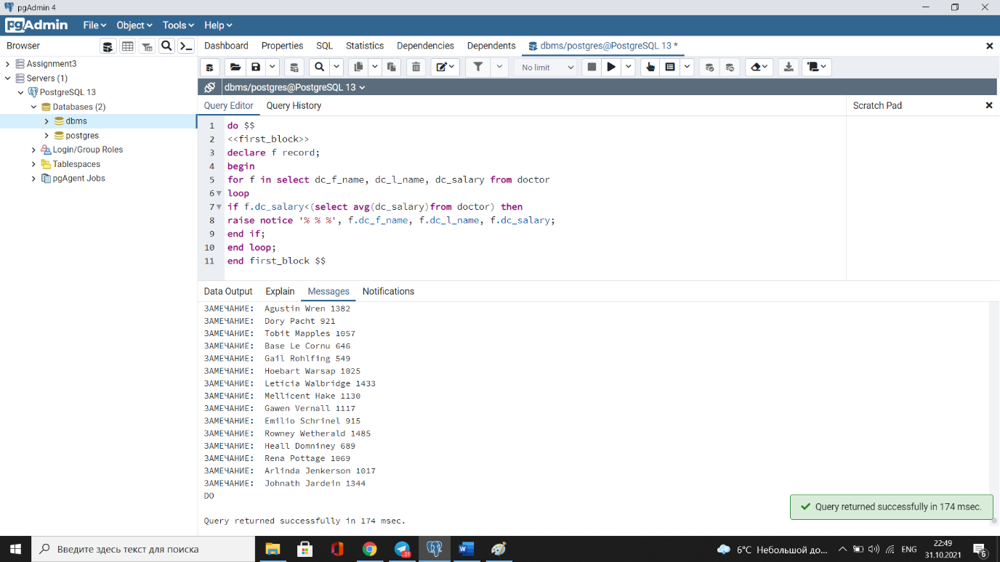 pgAdmin 4
pgAdmin File Object Tools Help
Browser
Dashboard Properties SQL Statistics Dependencies Dependents dbms/postgres@PostgreSQL 13 *
Assignment3
Servers (1)
PostgreSQL 13
Databases (2)
dbms
postgres
Login/Group Roles
Tablespaces
pgAgent Jobs
No limit
dbms/postgres@PostgreSQL 13
Query Editor Query History
Scratch Pad
1 do $$
2 <<first_block>>
3 declare f record;
4 begin
5 for f in select dc_f_name, dc_l_name, dc_salary from doctor
6 loop
7 if f.dc_salary<(select avg(dc_salary)from doctor) then
8 raise notice '% % %', f.dc_f_name, f.dc_l_name, f.dc_salary;
9 end if;
10 end loop;
11 end first_block $$
Data Output Explain Messages Notifications
ЗАМЕЧАНИЕ: Agustin Wren 1382
ЗАМЕЧАНИЕ: Dory Pacht 921
ЗАМЕЧАНИЕ: Tobit Mapples 1057
ЗАМЕЧАНИЕ: Base Le Cornu 646
ЗАМЕЧАНИЕ: Gail Rohlfing 549
ЗАМЕЧАНИЕ: Hoebart Warsap 1025
ЗАМЕЧАНИЕ: Leticia Walbridge 1433
ЗАМЕЧАНИЕ: Mellicent Hake 1130
ЗАМЕЧАНИЕ: Gawen Vernall 1117
ЗАМЕЧАНИЕ: Emilio Schrinel 915
ЗАМЕЧАНИЕ: Rowney Wetherald 1485
ЗАМЕЧАНИЕ: Heall Domniney 689
ЗАМЕЧАНИЕ: Rena Pottage 1069
ЗАМЕЧАНИЕ: Arlinda Jenkerson 1017
ЗАМЕЧАНИЕ: Johnath Jardein 1344
DO
Query returned successfully in 174 msec.
Query returned successfully in 174 msec.
Введите здесь текст для поиска
6°C Небольшой до...
ENG
22:49
31.10.2021
6